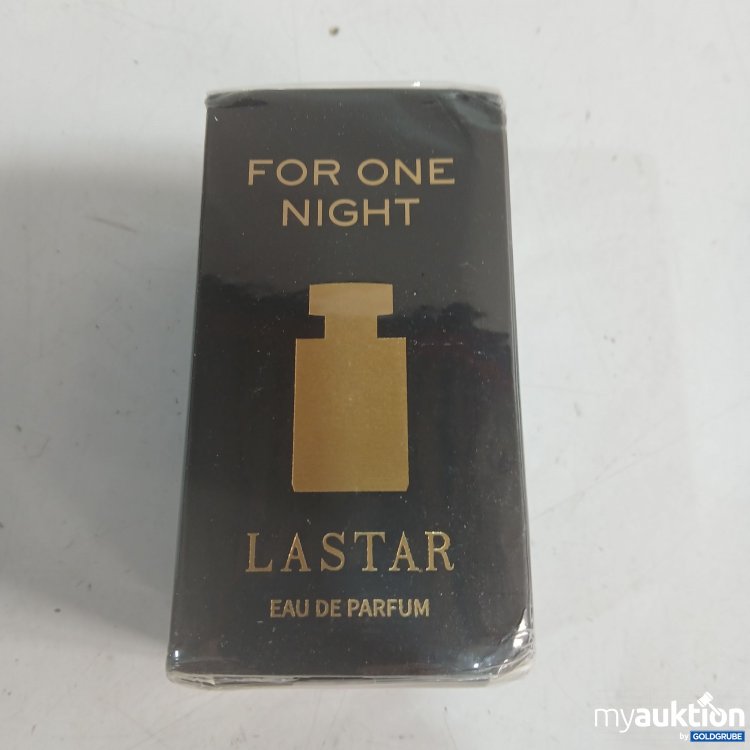 FOR ONE
NIGHT
LASTAR
EAU DE PARFUM
myauktion
by GOLDGRUBE